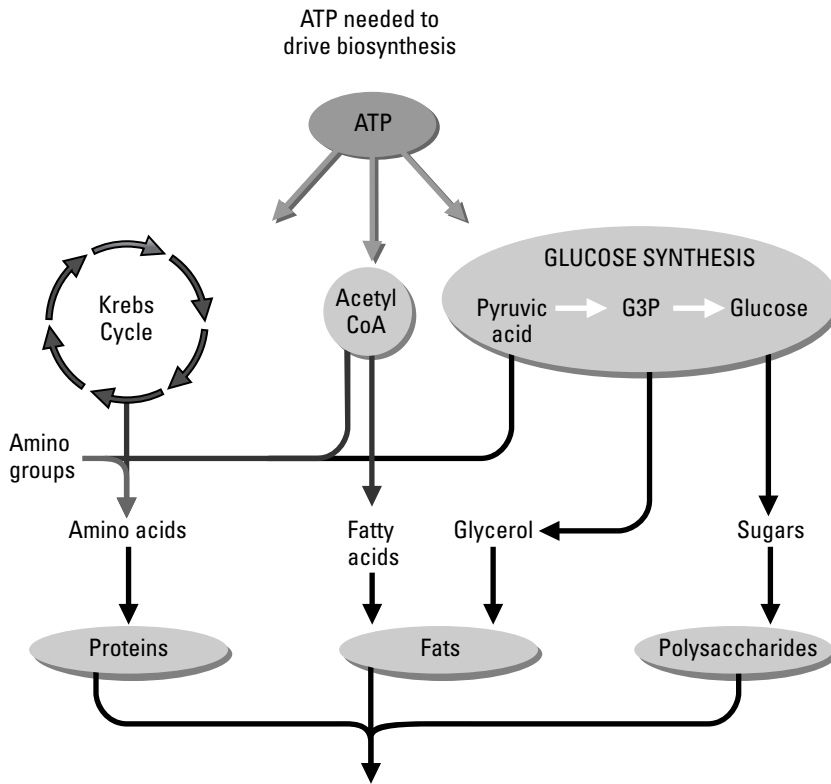 ATP needed to
drive biosynthesis
ATP
GLUCOSE SYNTHESIS
Krebs
Cycle
Acetyl
CoA
Pyruvic
acid
G3P
Glucose
Amino
groups
Amino acids
Fatty
acids
Glycerol
Sugars
Proteins
Fats
Polysaccharides